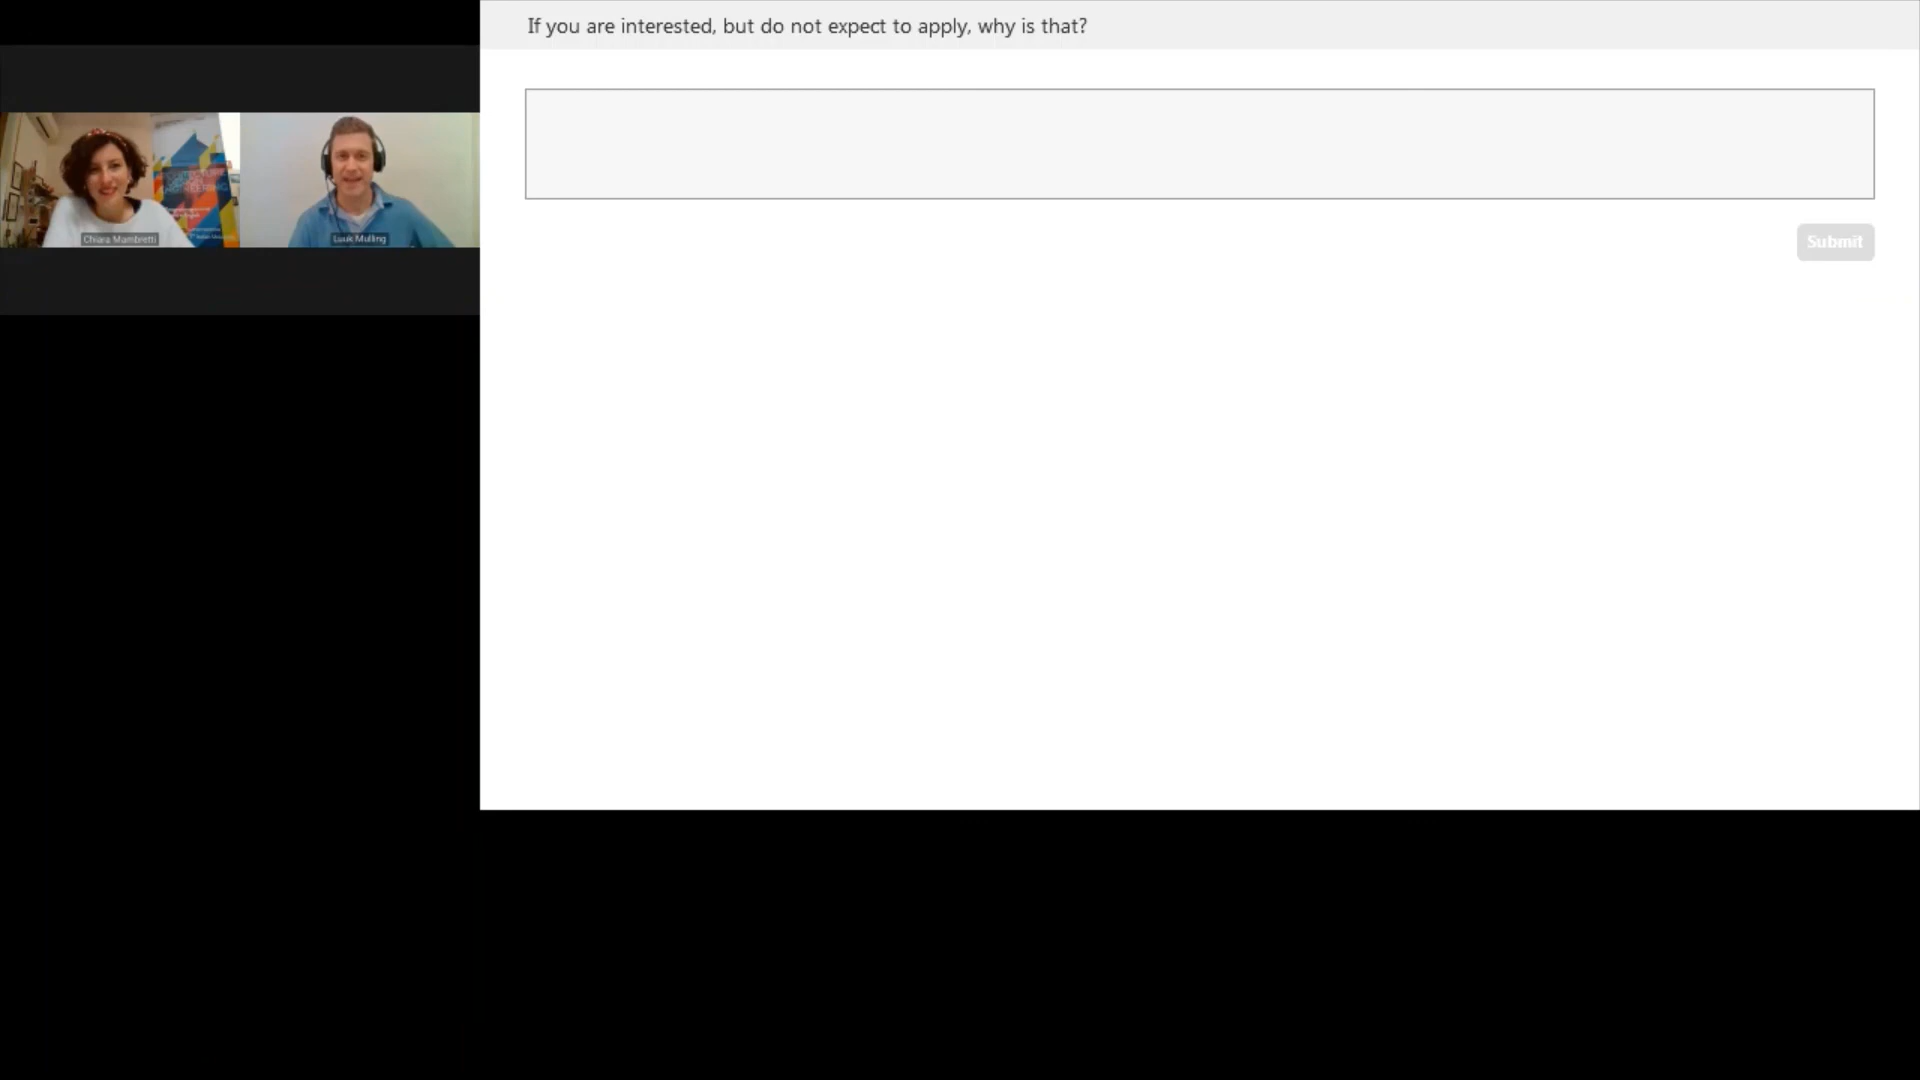 If you are interested, but do not expect to apply, why is that?
Submit
Chiara Mambretti
Luuk Mulling